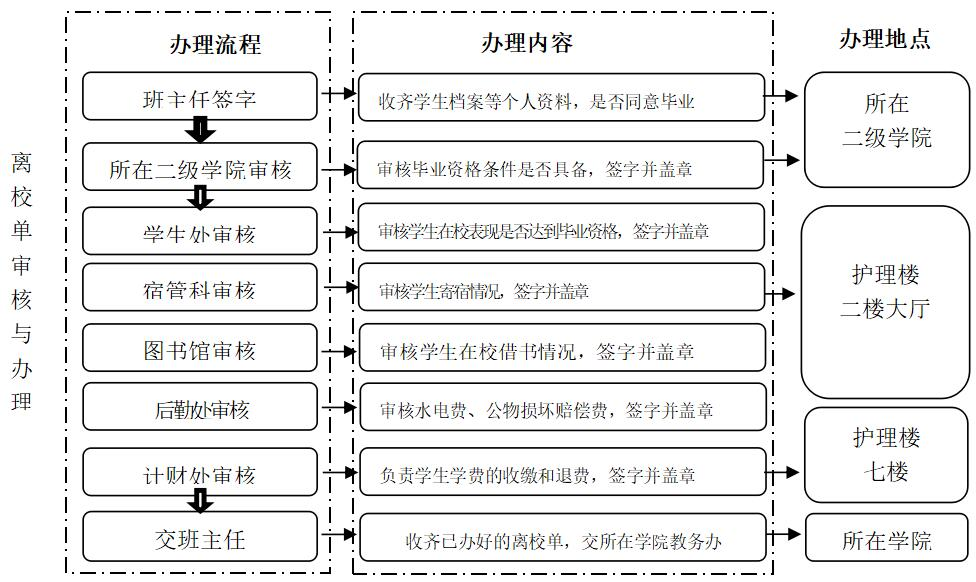 离校单审核与办理
办理流程
办理内容
办理地点
班主任签字
收齐学生档案等个人资料，是否同意毕业
所在
二级学院
所在二级学院审核
审核毕业资格条件是否具备，签字并盖章
学生处审核
审核学生在校表现是否达到毕业资格，签字并盖章
宿管科审核
审核学生寄宿情况，签字并盖章
护理楼
二楼大厅
图书馆审核
审核学生在校借书情况，签字并盖章
后勤处审核
审核水电费、公物损坏赔偿费，签字并盖章
计财处审核
负责学生学费的收缴和退费，签字并盖章
护理楼
七楼
交班主任
收齐已办好的离校单，交所在学院教务办
所在学院